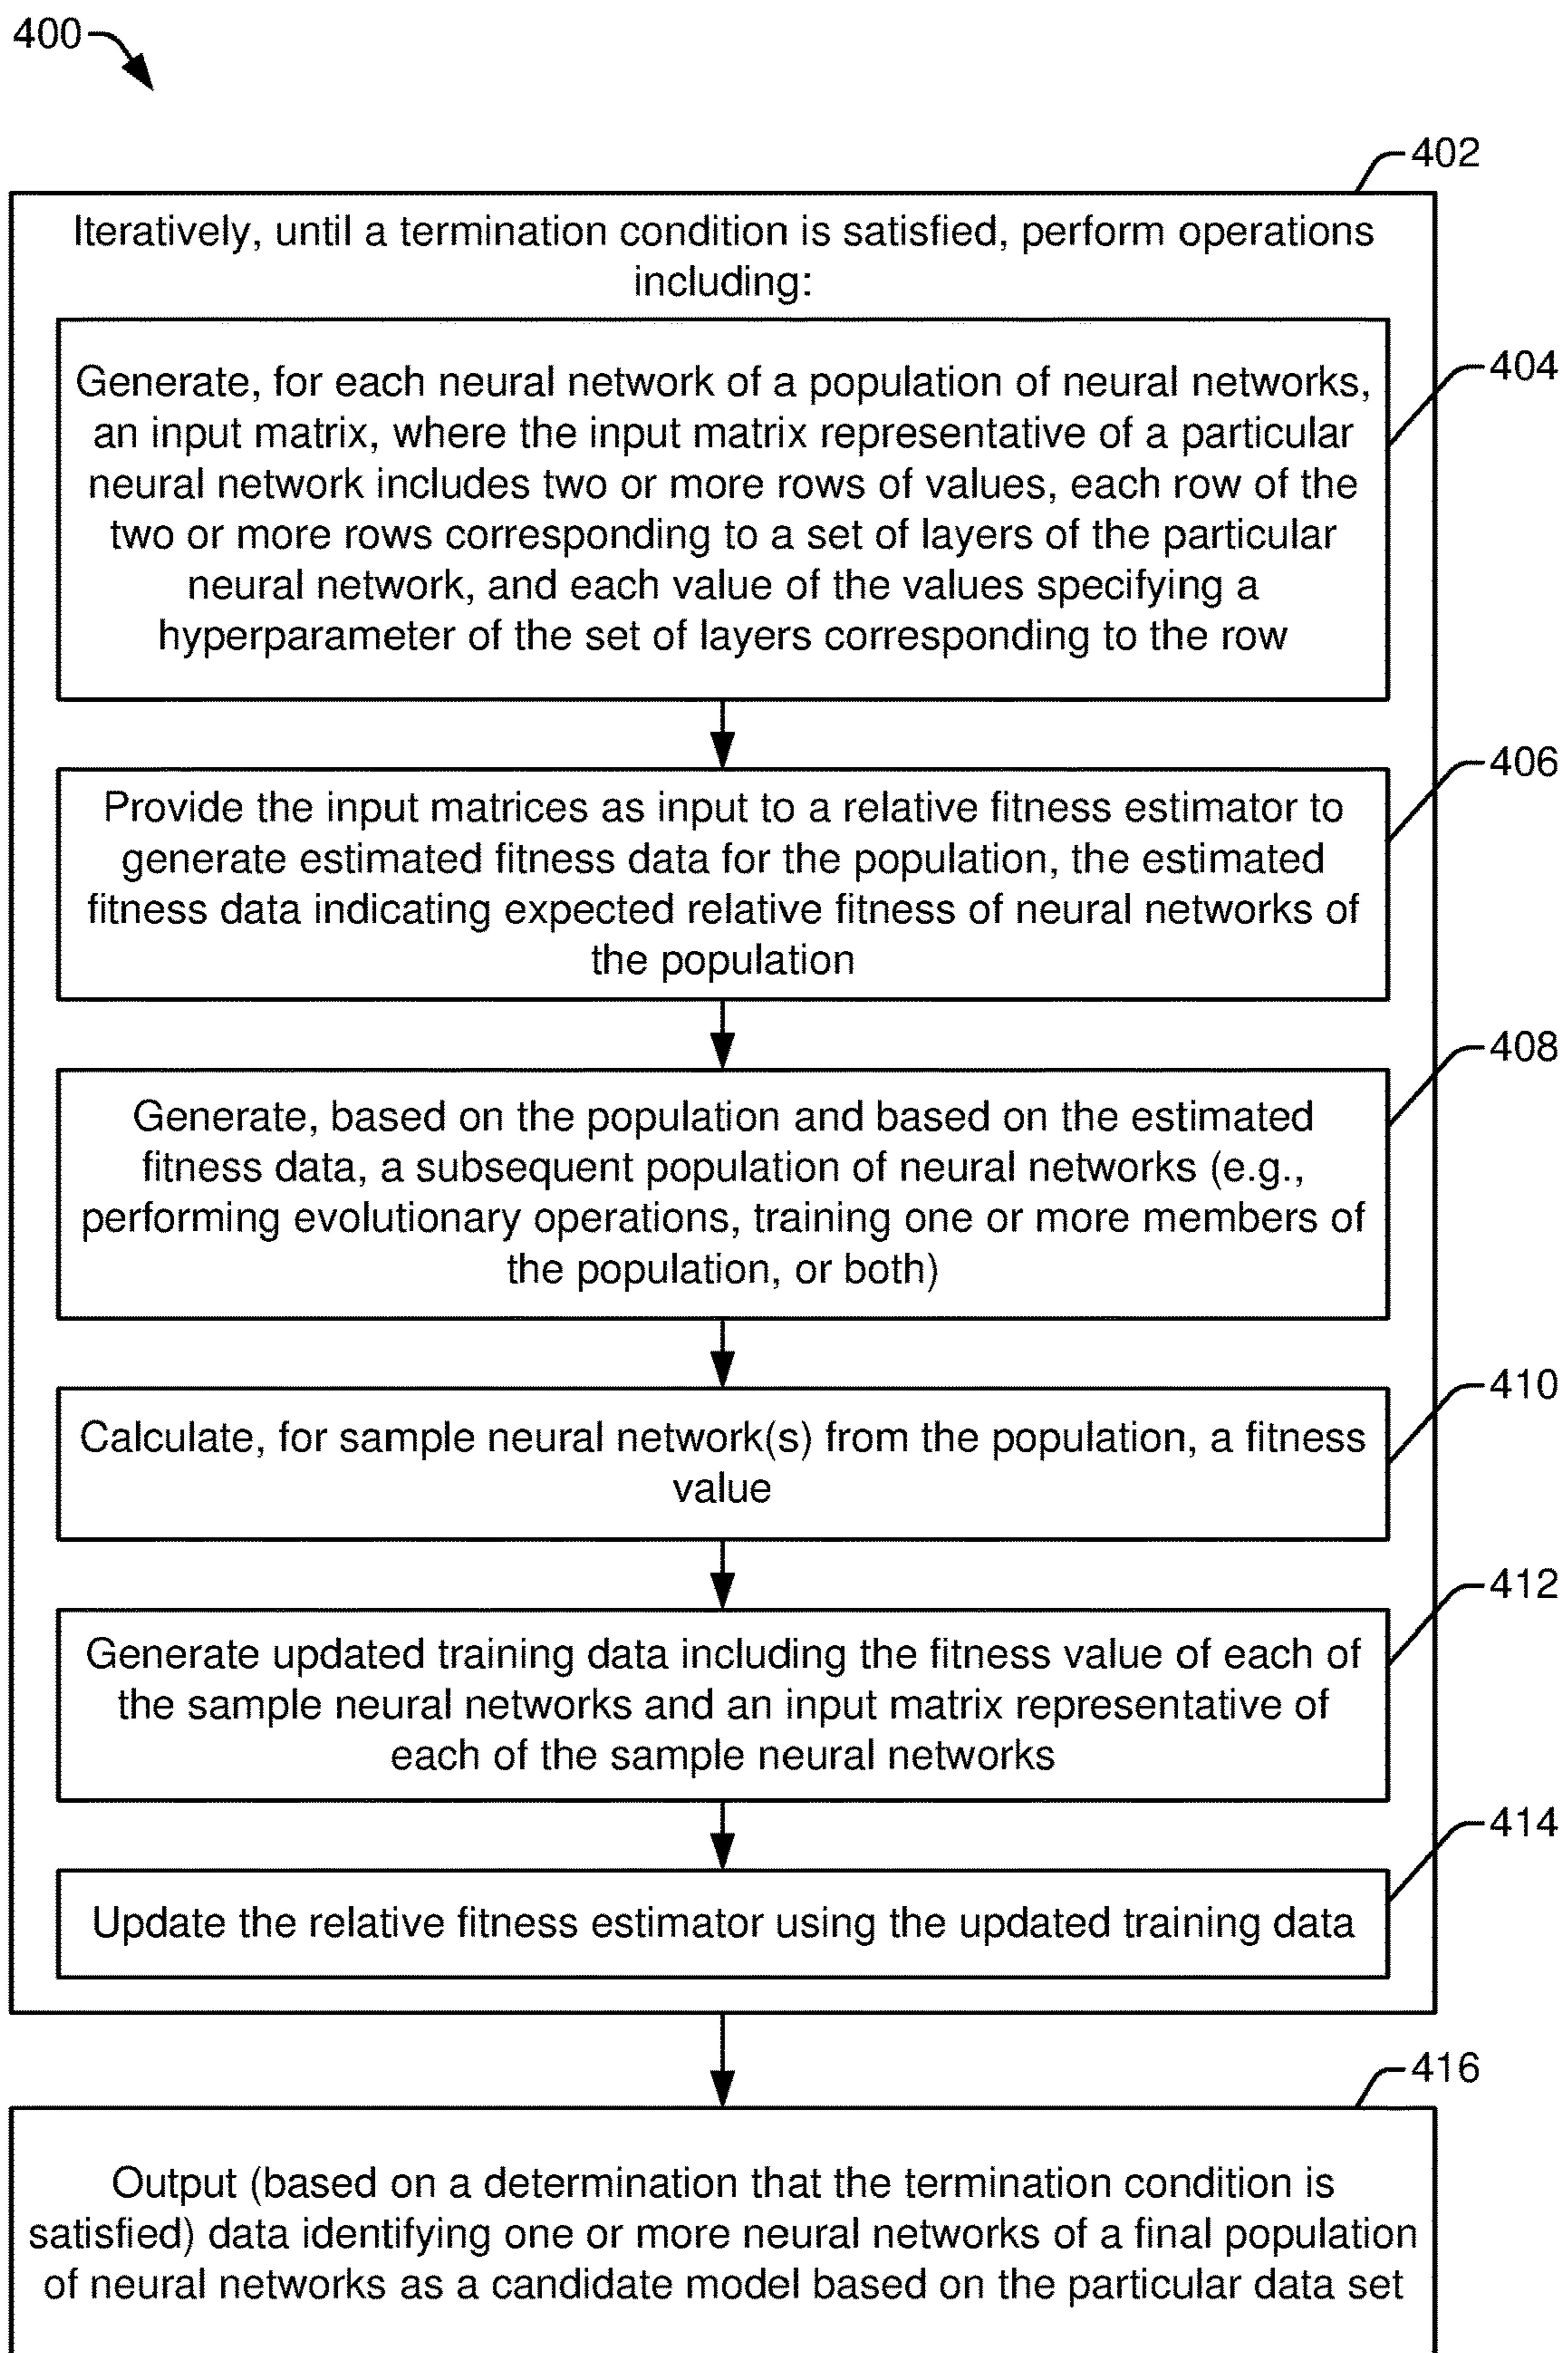 400
402
Iteratively, until a termination condition is satisfied, perform operations
including:
404
Generate, for each neural network of a population of neural networks,
an input matrix, where the input matrix representative of a particular
neural network includes two or more rows of values, each row of the
two or more rows corresponding to a set of layers of the particular
neural network, and each value of the values specifying a
hyperparameter of the set of layers corresponding to the row
406
Provide the input matrices as input to a relative fitness estimator to
generate estimated fitness data for the population, the estimated
fitness data indicating expected relative fitness of neural networks of
the population
408
Generate, based on the population and based on the estimated
fitness data, a subsequent population of neural networks (e.g.,
performing evolutionary operations, training one or more members of
the population, or both)
410
Calculate, for sample neural network(s) from the population, a fitness
value
412
Generate updated training data including the fitness value of each of
the sample neural networks and an input matrix representative of
each of the sample neural networks
414
Update the relative fitness estimator using the updated training data
416
Output (based on a determination that the termination condition is
satisfied) data identifying one or more neural networks of a final population
of neural networks as a candidate model based on the particular data set